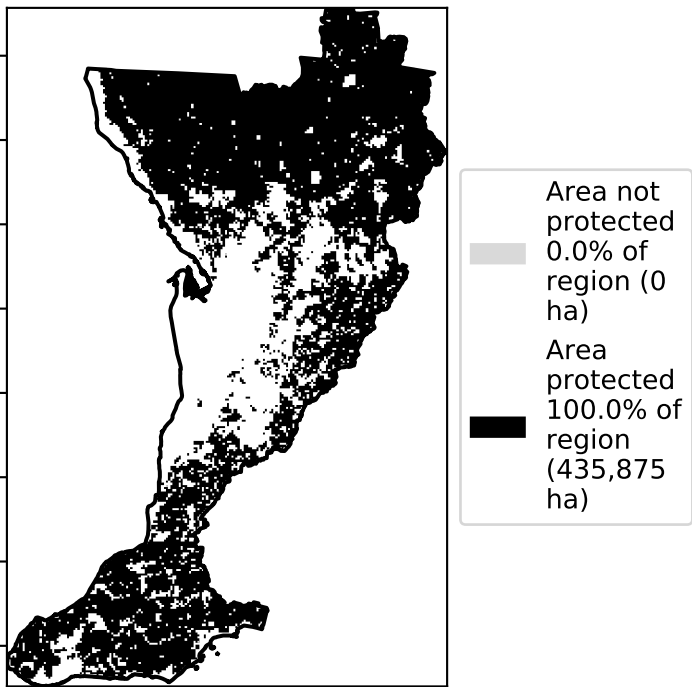 Area not
protected
0.0% of
region (0
ha)
Area
protected
100.0% of
region
(435,875
ha)